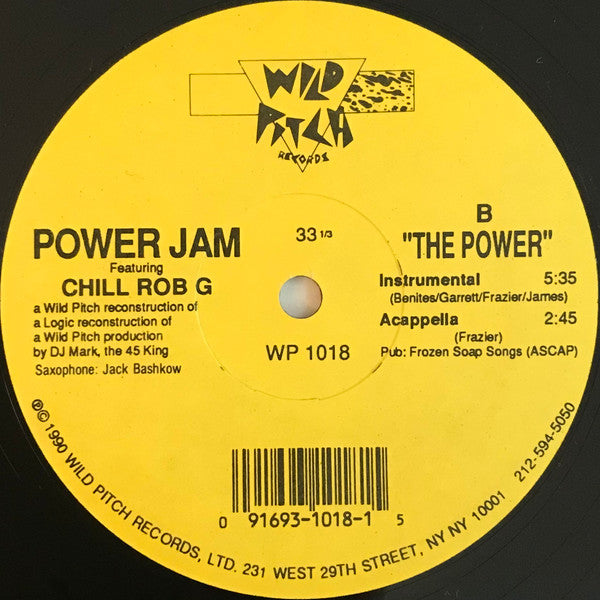 WILD
PITCH
RECORDS
POWER JAM
Featuring
CHILL ROB G
a Wild Pitch reconstruction of
a Logic reconstruction of
a Wild Pitch production
by DJ Mark, the 45 King
Saxophone: Jack Bashkow
33 1/3
WP 1018
B
"THE POWER"
Instrumental 5:35
(Benites/Garrett/Frazier/James)
Acappella 2:45
(Frazier)
Pub: Frozen Soap Songs (ASCAP)
0 91693-1018-1 5
℗© 1990 WILD PITCH RECORDS, LTD. 231 WEST 29TH STREET, NY NY 10001 212-594-5050